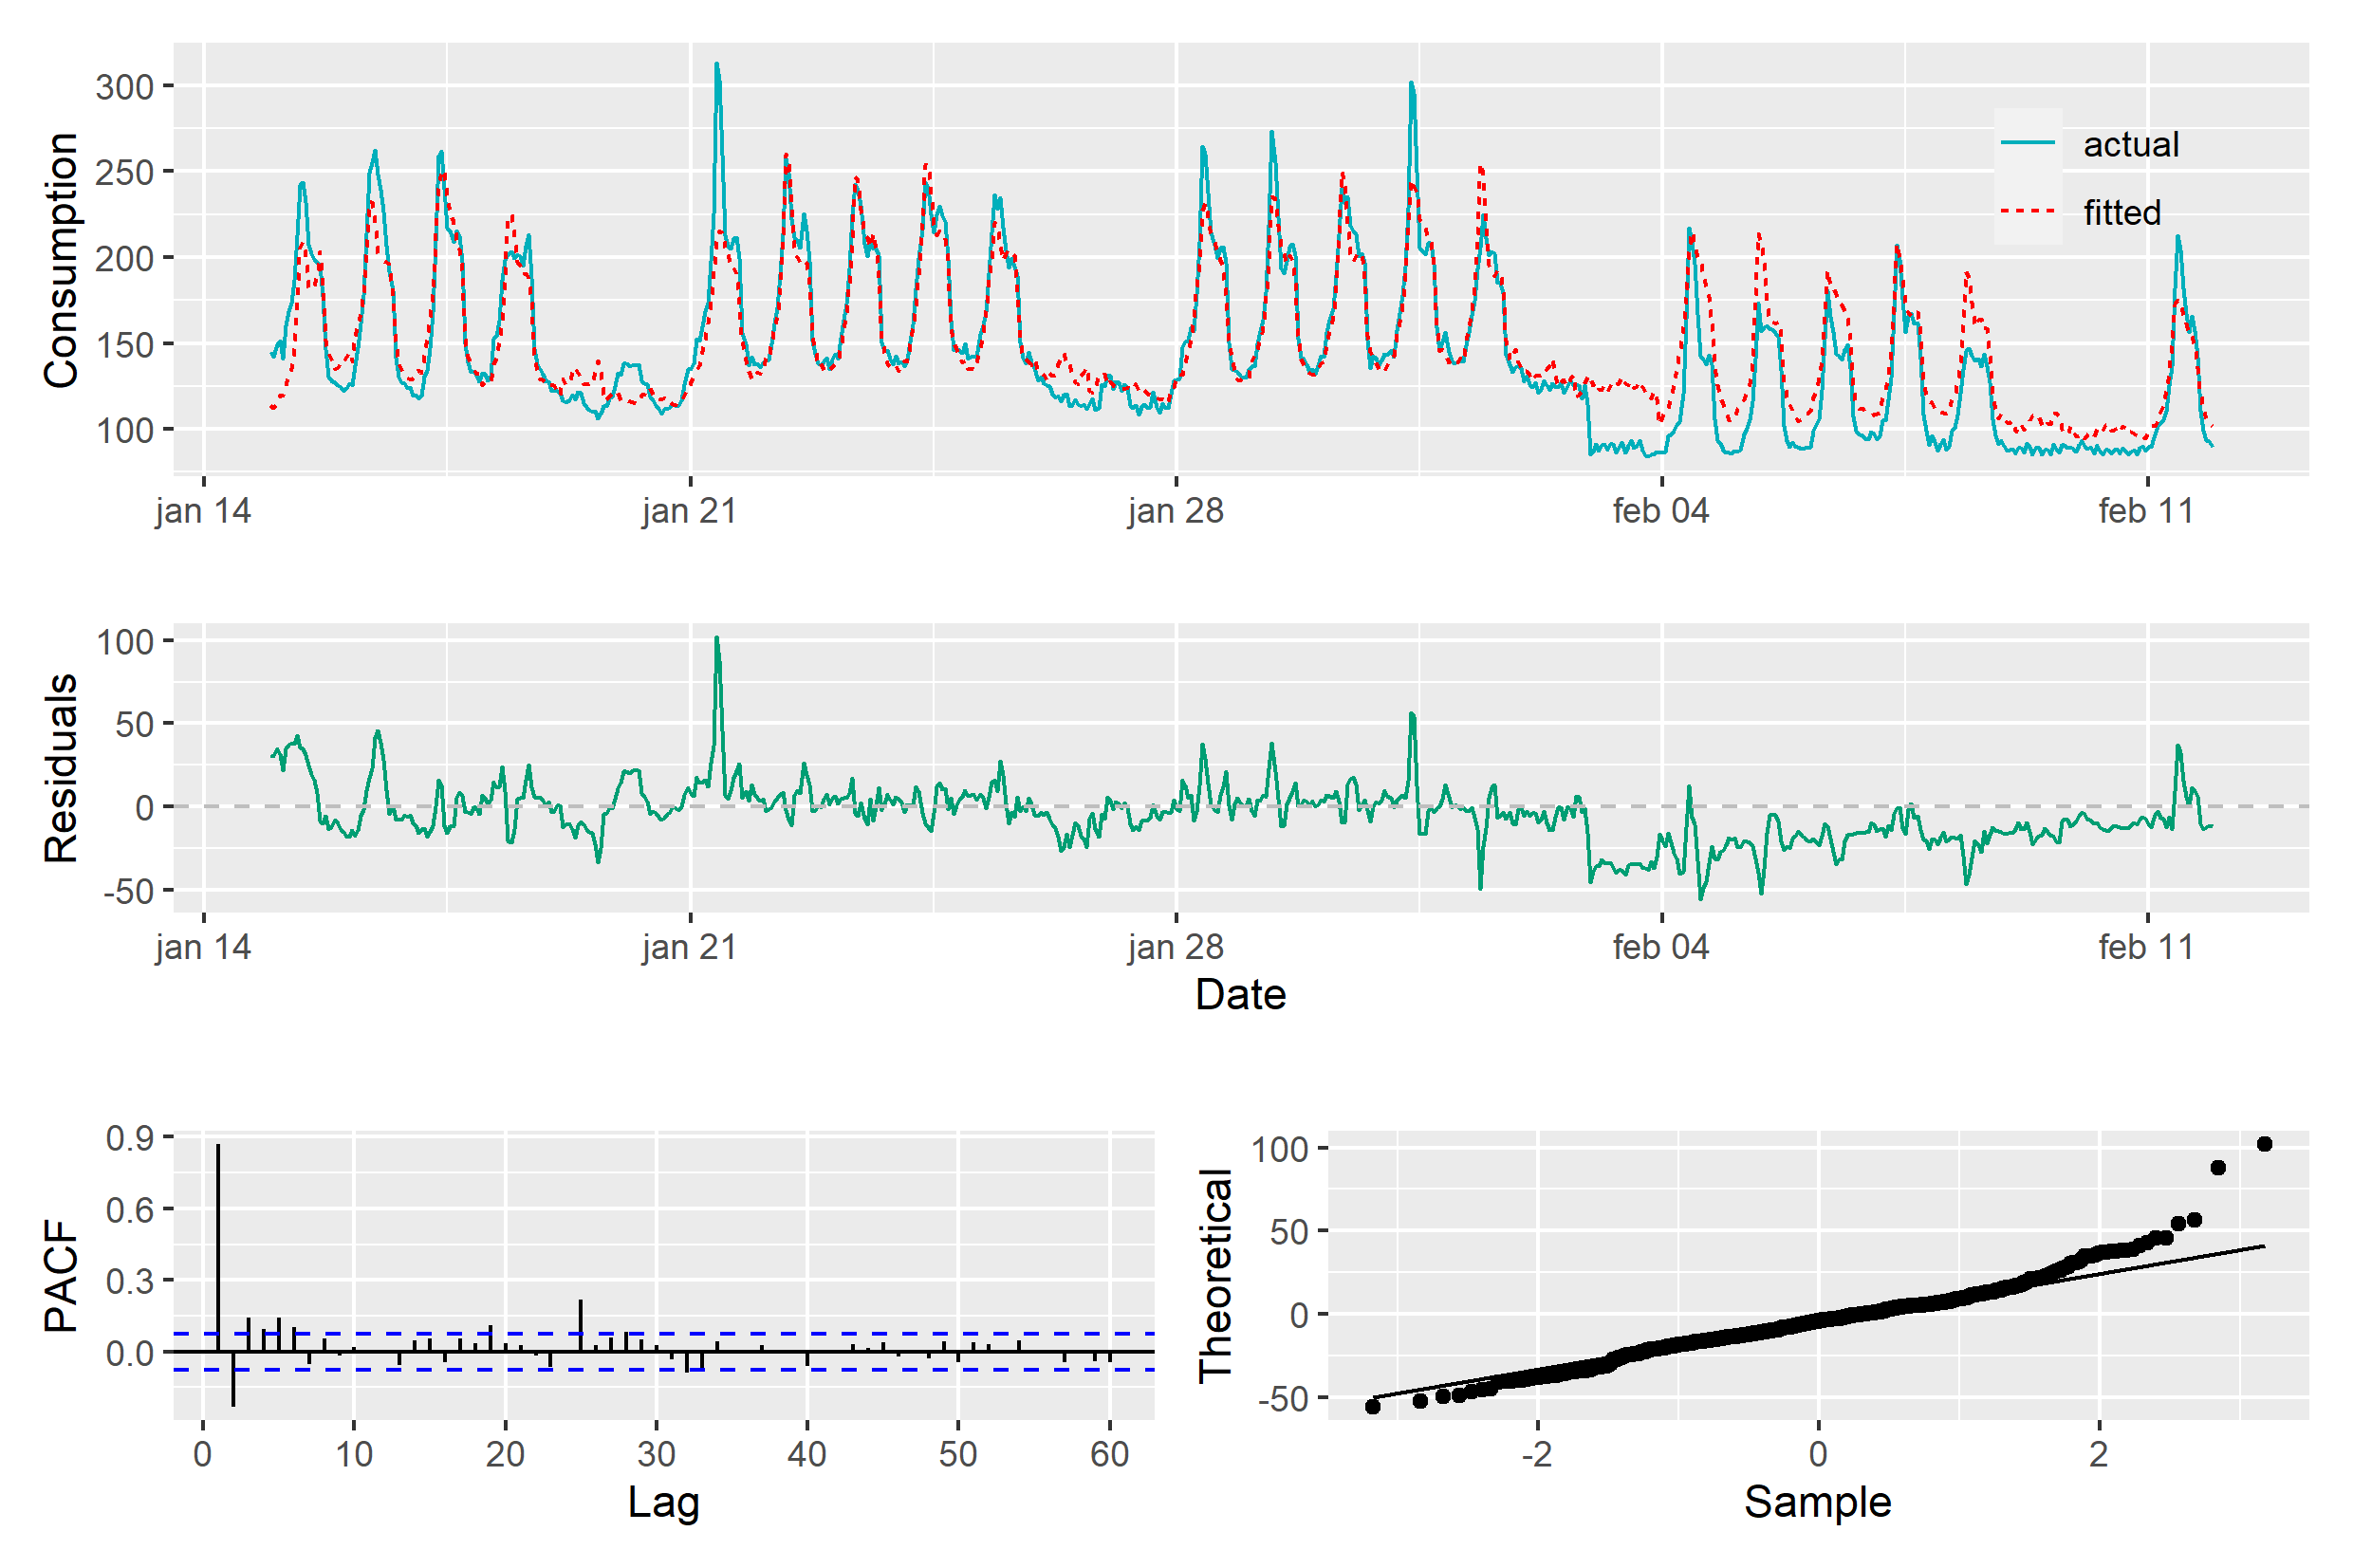 Consumption
300
250
200
150
100
actual
fitted
jan 14 jan 21 jan 28 feb 04 feb 11
Residuals
100
50
0
-50
jan 14 jan 21 jan 28 feb 04 feb 11
Date
PACF
0.9
0.6
0.3
0.0
0 10 20 30 40 50 60
Lag
Theoretical
100
50
0
-50
-2 0 2
Sample